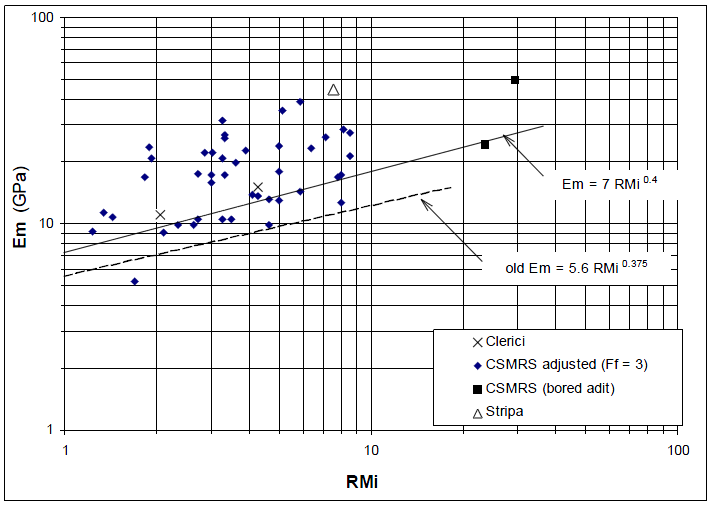 100
10
1
Em (GPa)
1
10
100
RMi
Em = 7 RMi 0.4
old Em = 5.6 RMi 0.375
Clerici
CSMRS adjusted (Ff = 3)
CSMRS (bored adit)
Stripa